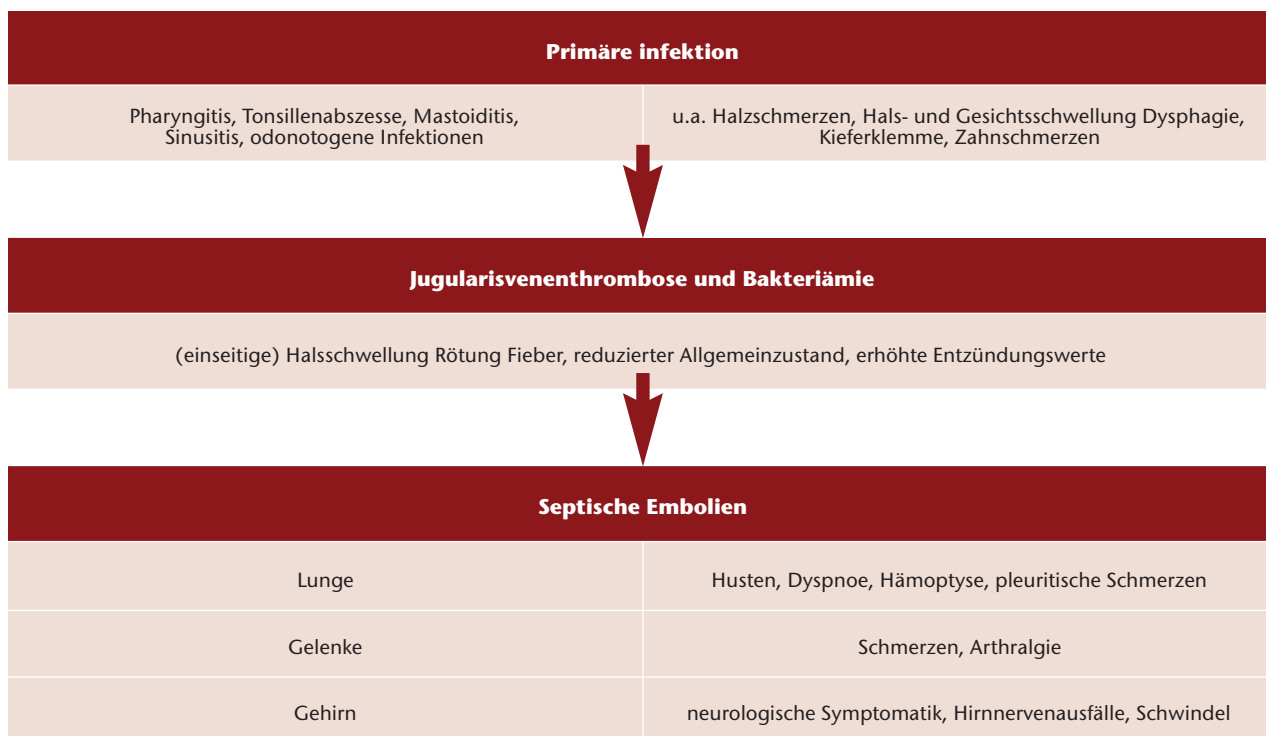 Primäre infektion
Pharyngitis, Tonsillenabszesse, Mastoiditis,
Sinusitis, odonotogene Infektionen
u.a. Halzschmerzen, Hals- und Gesichtsschwellung Dysphagie,
Kieferklemme, Zahnschmerzen
Jugularisvenenthrombose und Bakteriämie
(einseitige) Halsschwellung Rötung Fieber, reduzierter Allgemeinzustand, erhöhte Entzündungswerte
Septische Embolien
Lunge
Husten, Dyspnoe, Hämoptyse, pleuritische Schmerzen
Gelenke
Schmerzen, Arthralgie
Gehirn
neurologische Symptomatik, Hirnnervenausfälle, Schwindel